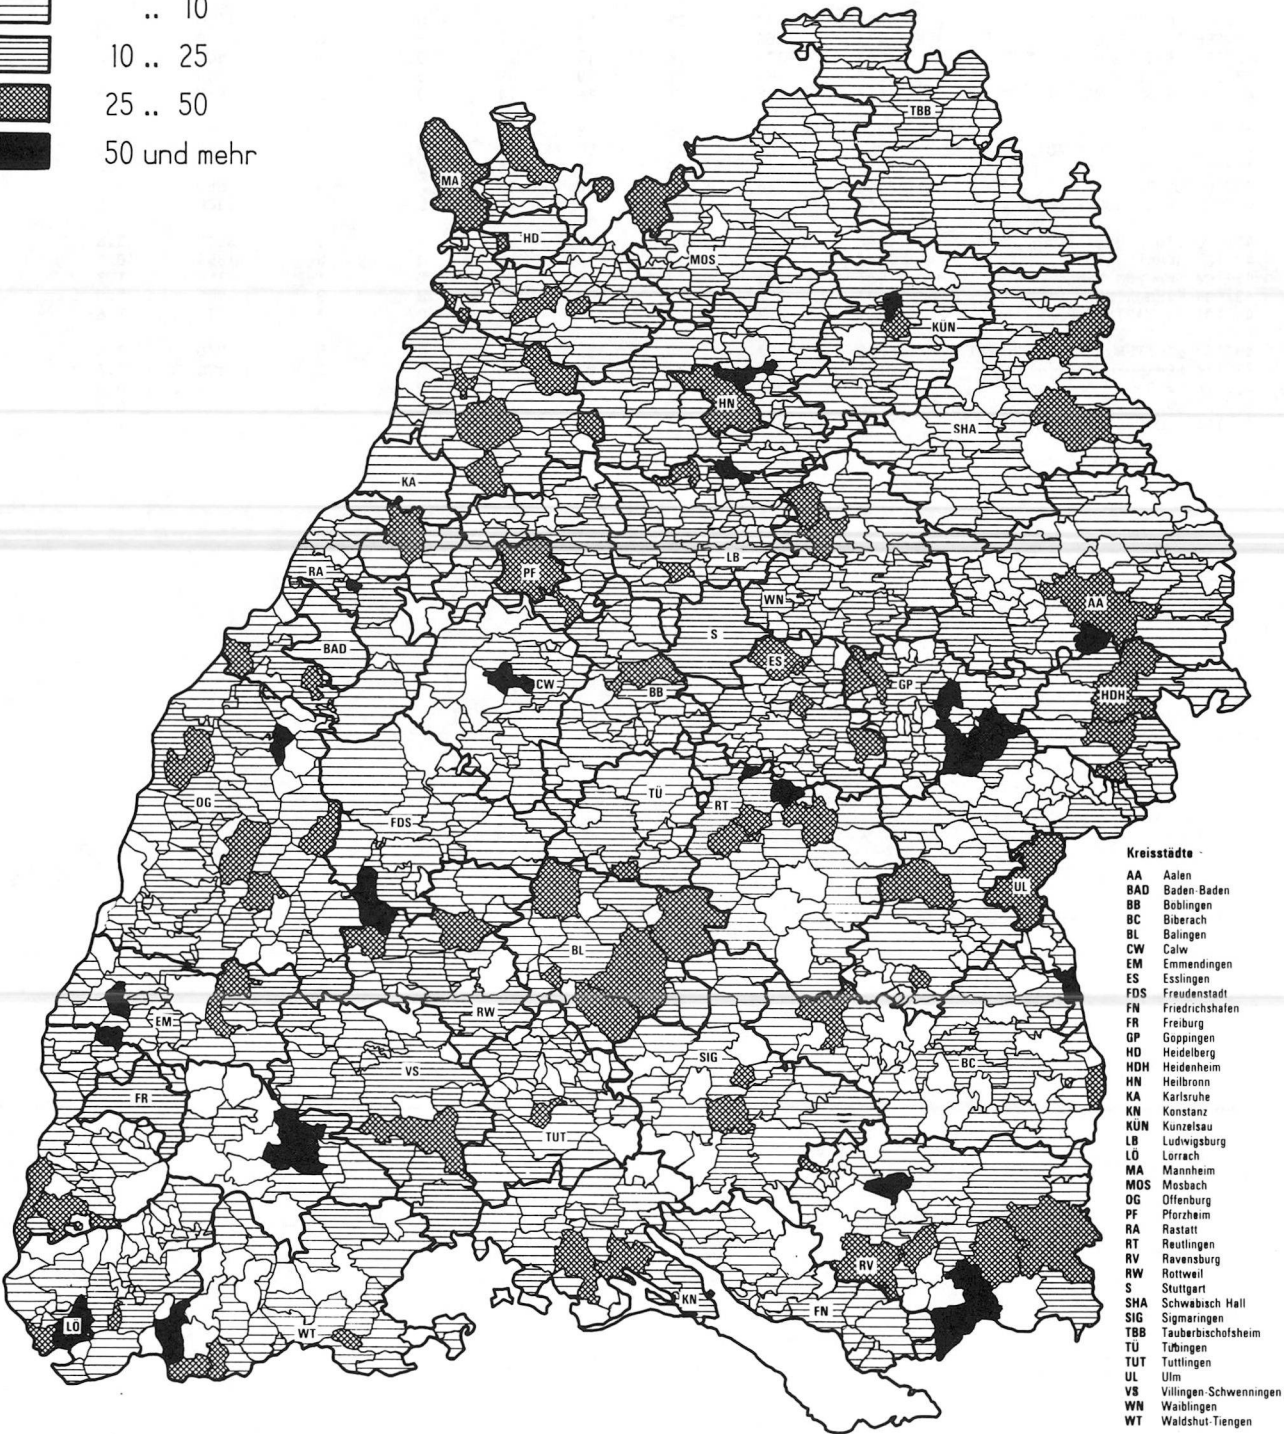 .. 10
10 .. 25
25 .. 50
50 und mehr
TBB
MA
HD
MOS
KÜN
HN
SHA
KA
LB
RA
PF
WN
AA
S
BAD
ES
CW
BB
GP
HDH
TÜ
RT
OG
FDS
UL
BL
EM
RW
SIG
BC
VS
FR
TUT
RV
KN
FN
LÖ
WT
Kreisstädte
AA Aalen
BAD Baden-Baden
BB Boblingen
BC Biberach
BL Balingen
CW Calw
EM Emmendingen
ES Esslingen
FDS Freudenstadt
FN Friedrichshafen
FR Freiburg
GP Goppingen
HD Heidelberg
HDH Heidenheim
HN Heilbronn
KA Karlsruhe
KN Konstanz
KÜN Kunzelsau
LB Ludwigsburg
LÖ Lorrach
MA Mannheim
MOS Mosbach
OG Offenburg
PF Pforzheim
RA Rastatt
RT Reutlingen
RV Ravensburg
RW Rottweil
S Stuttgart
SHA Schwabisch Hall
SIG Sigmaringen
TBB Tauberbischofsheim
TÜ Tubingen
TUT Tuttlingen
UL Ulm
VS Villingen-Schwenningen
WN Waiblingen
WT Waldshut-Tiengen